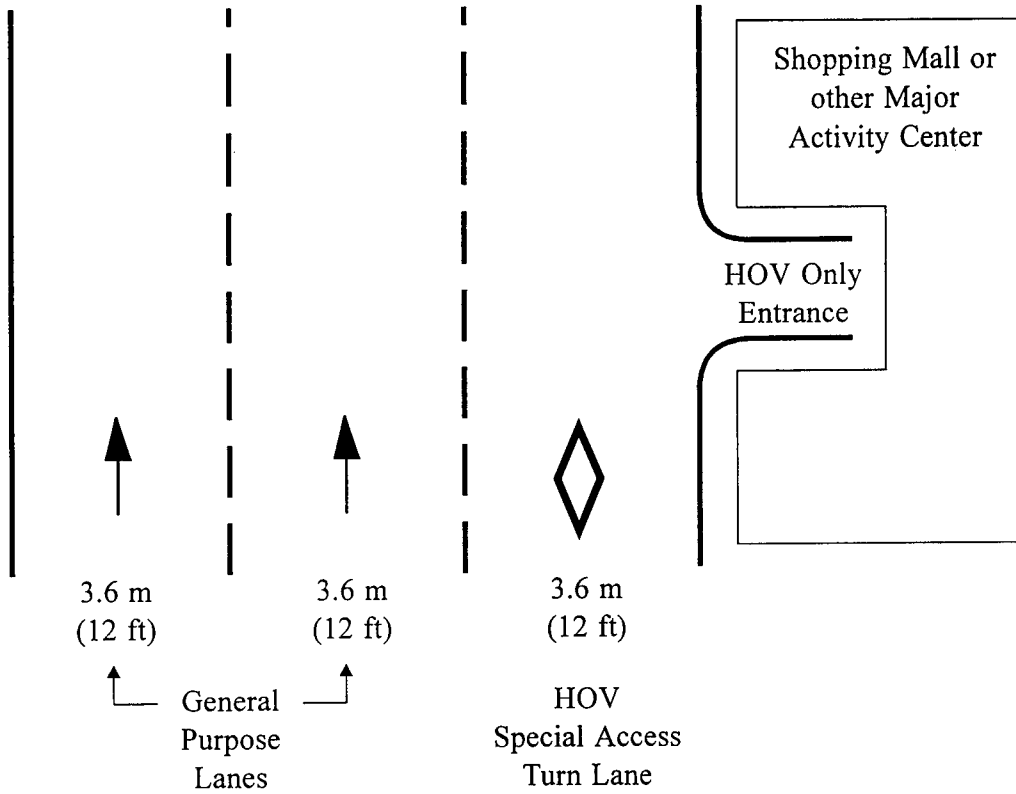 Shopping Mall or
other Major
Activity Center
HOV Only
Entrance
3.6 m
(12 ft)
3.6 m
(12 ft)
3.6 m
(12 ft)
General
Purpose
Lanes
HOV
Special Access
Turn Lane